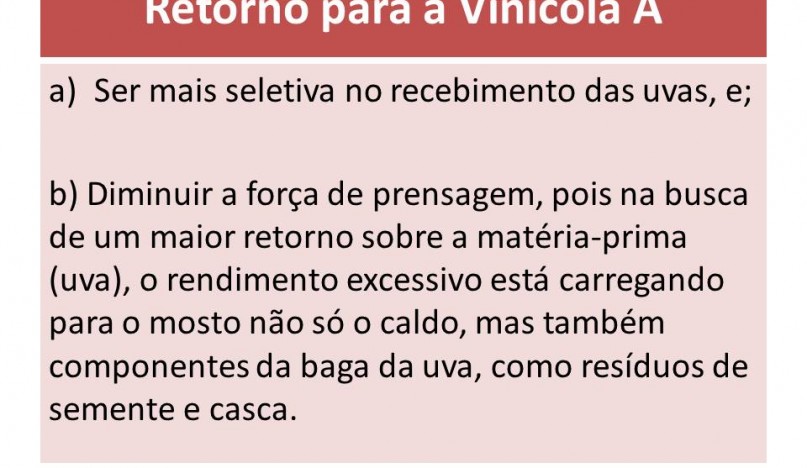 Retorno para a Vinícola A
a) Ser mais seletiva no recebimento das uvas, e;
b) Diminuir a força de prensagem, pois na busca
de um maior retorno sobre a matéria-prima
(uva), o rendimento excessivo está carregando
para o mosto não só o caldo, mas também
componentes da baga da uva, como resíduos de
semente e casca.